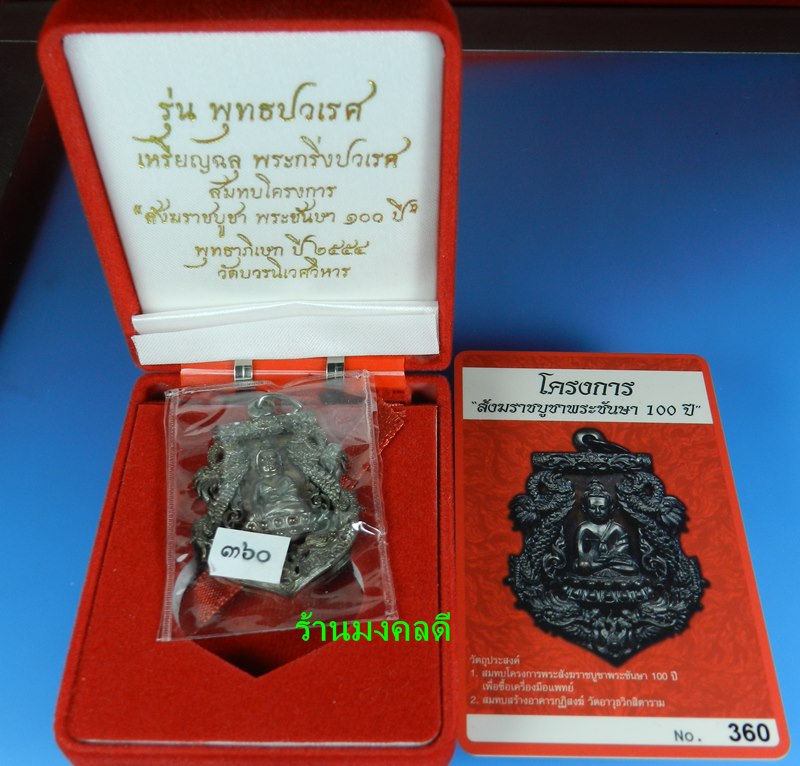 รุ่น พุทธปวเรศ
เหรียญฉลุ พระกริ่งปวเรศ
สมทบโครงการ
"สังฆราชบูชา พระชันษา ๑๐๐ ปี"
พุทธาภิเษก ปี ๒๕๕๔
วัดบวรนิเวศวิหาร
๓๖๐
ร้านมงคลดี
โครงการ
"สังฆราชบูชาพระชันษา 100 ปี"
วัตถุประสงค์
1. สมทบโครงการพระสังฆราชบูชาพระชันษา 100 ปี
เพื่อซื้อเครื่องมือแพทย์
2. สมทบสร้างอาคารกุฏิสงฆ์ วัดอาวุธวิกสิตาราม
No. 360